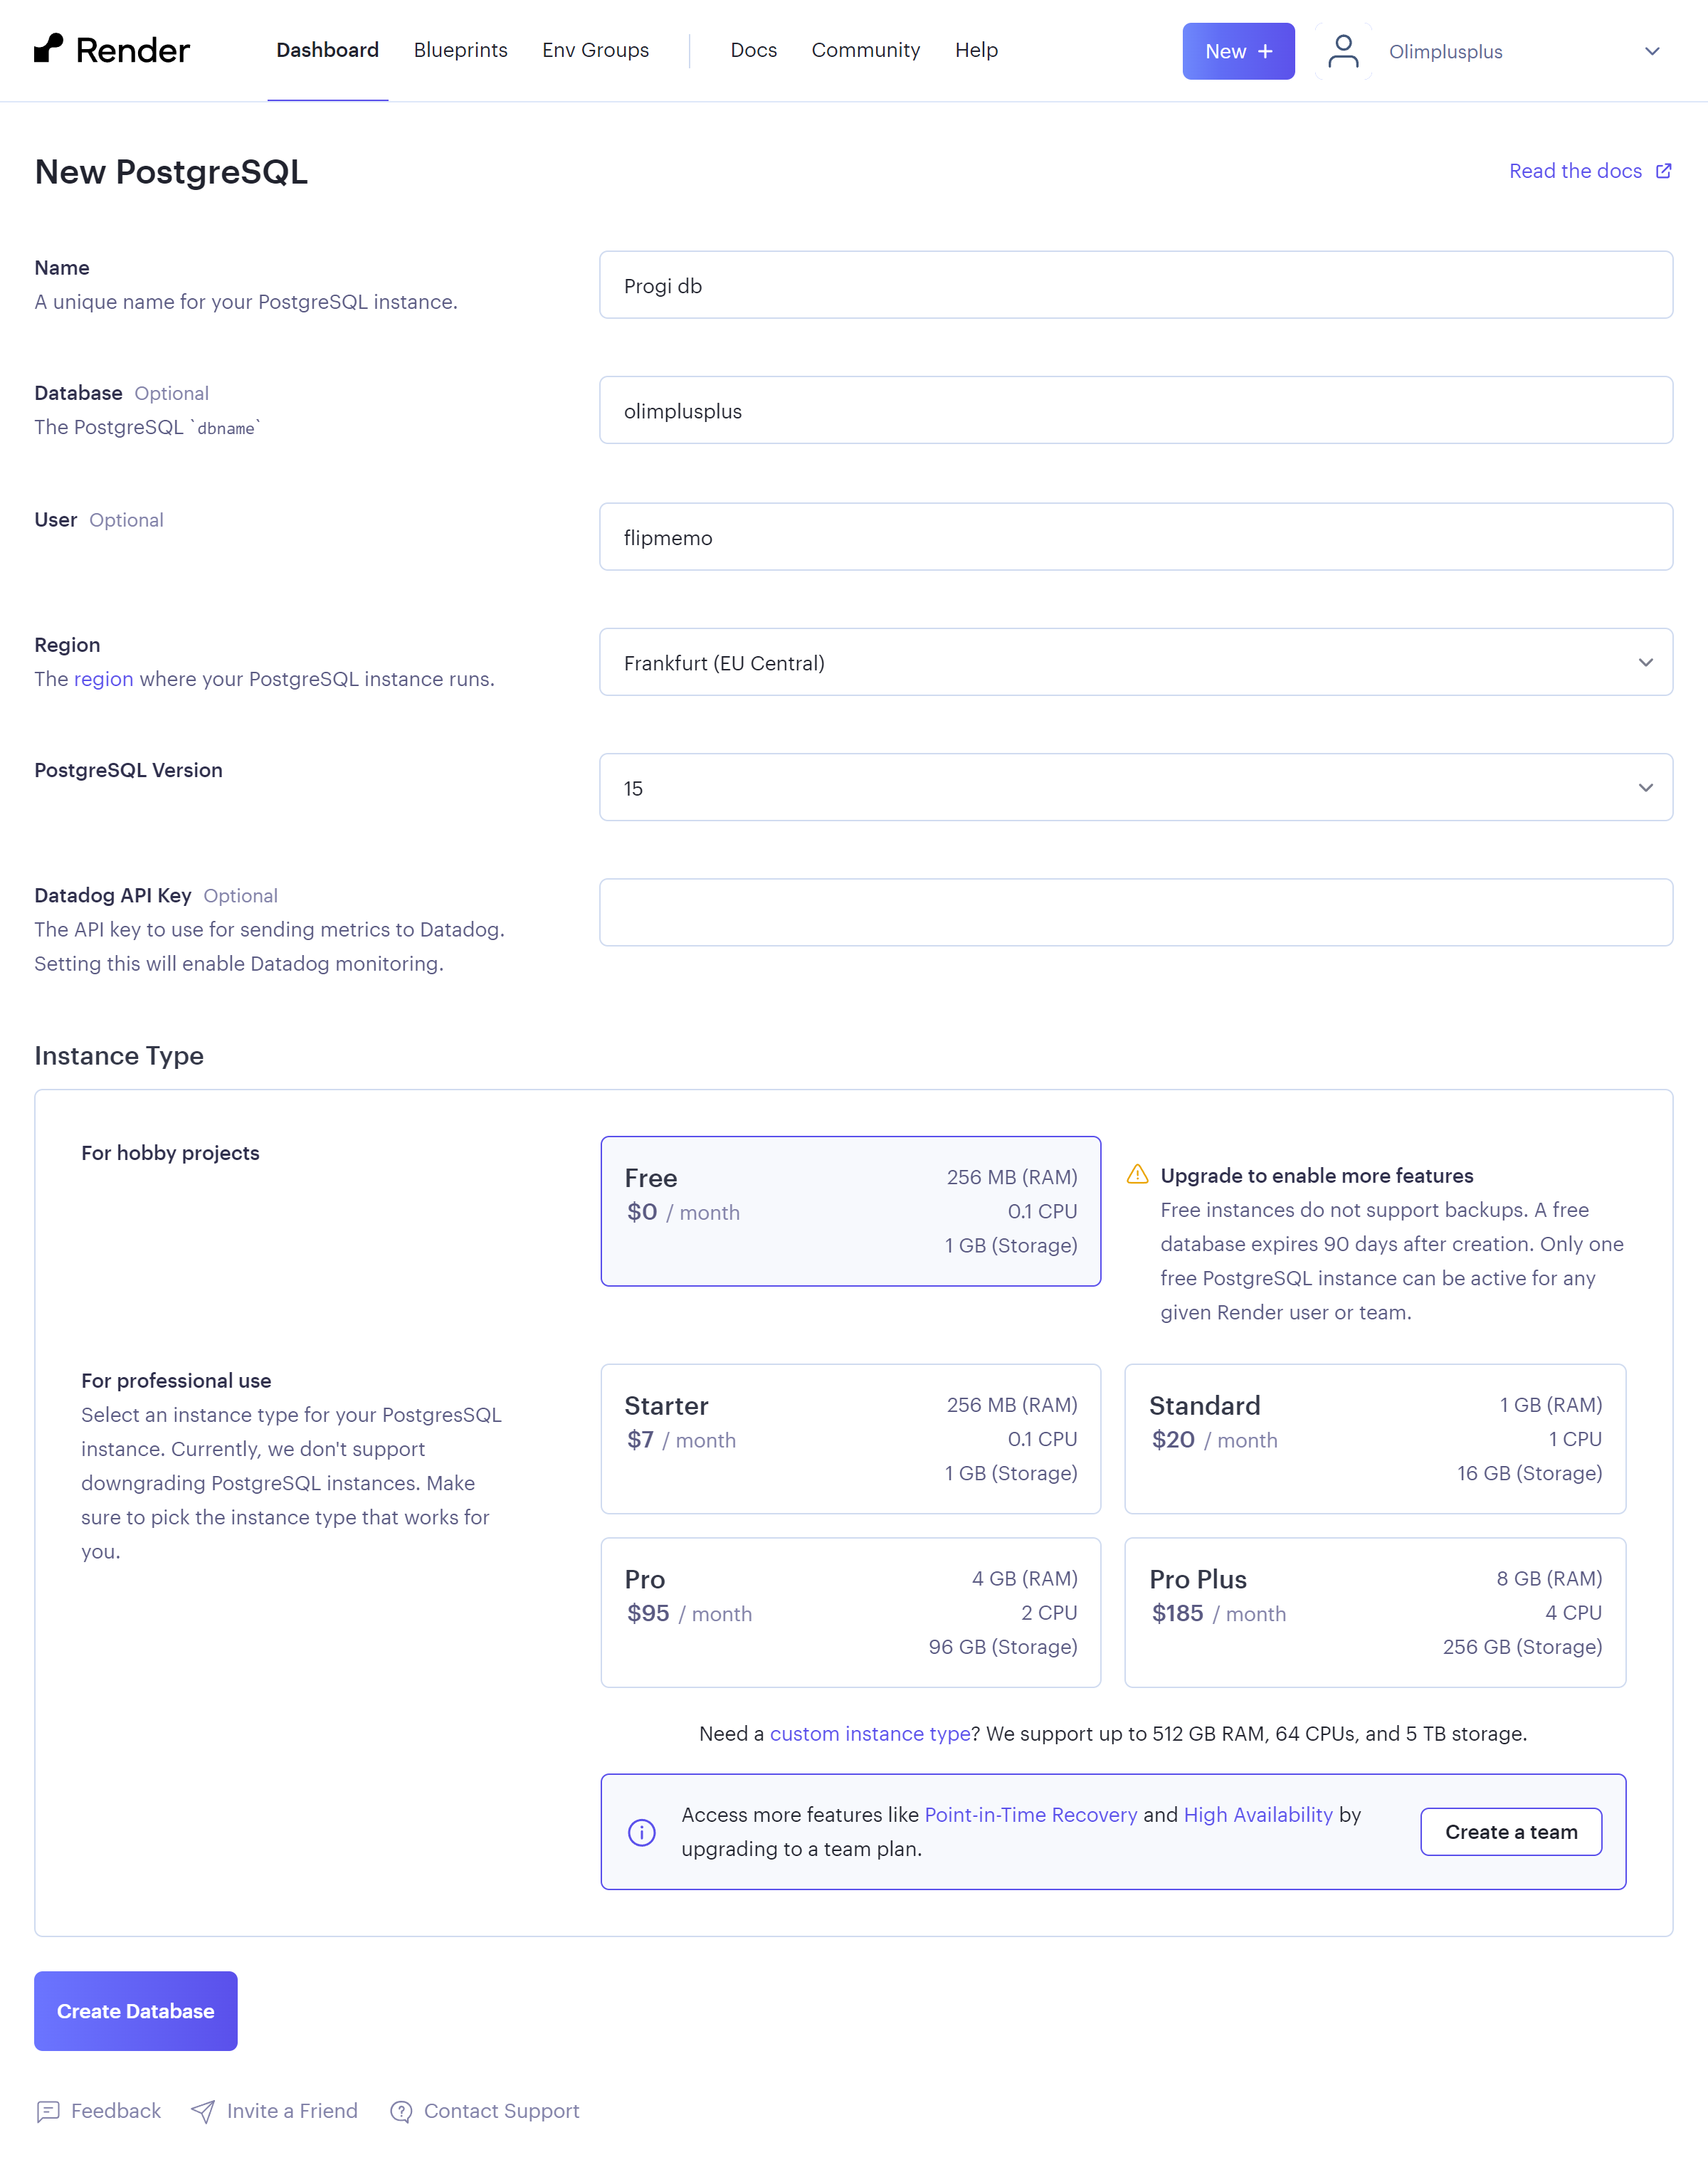 Render
Dashboard
Blueprints
Env Groups
Docs
Community
Help
New +
Olimplusplus
New PostgreSQL
Read the docs
Name
A unique name for your PostgreSQL instance.
Progi db
Database Optional
The PostgreSQL `dbname`
olimplusplus
User Optional
flipmemo
Region
The region where your PostgreSQL instance runs.
Frankfurt (EU Central)
PostgreSQL Version
15
Datadog API Key Optional
The API key to use for sending metrics to Datadog.
Setting this will enable Datadog monitoring.
Instance Type
For hobby projects
Free
$0 / month
256 MB (RAM)
0.1 CPU
1 GB (Storage)
Upgrade to enable more features
Free instances do not support backups. A free
database expires 90 days after creation. Only one
free PostgreSQL instance can be active for any
given Render user or team.
For professional use
Select an instance type for your PostgresSQL
instance. Currently, we don't support
downgrading PostgreSQL instances. Make
sure to pick the instance type that works for
you.
Starter
$7 / month
256 MB (RAM)
0.1 CPU
1 GB (Storage)
Standard
$20 / month
1 GB (RAM)
1 CPU
16 GB (Storage)
Pro
$95 / month
4 GB (RAM)
2 CPU
96 GB (Storage)
Pro Plus
$185 / month
8 GB (RAM)
4 CPU
256 GB (Storage)
Need a custom instance type? We support up to 512 GB RAM, 64 CPUs, and 5 TB storage.
Access more features like Point-in-Time Recovery and High Availability by
upgrading to a team plan.
Create a team
Create Database
Feedback
Invite a Friend
Contact Support